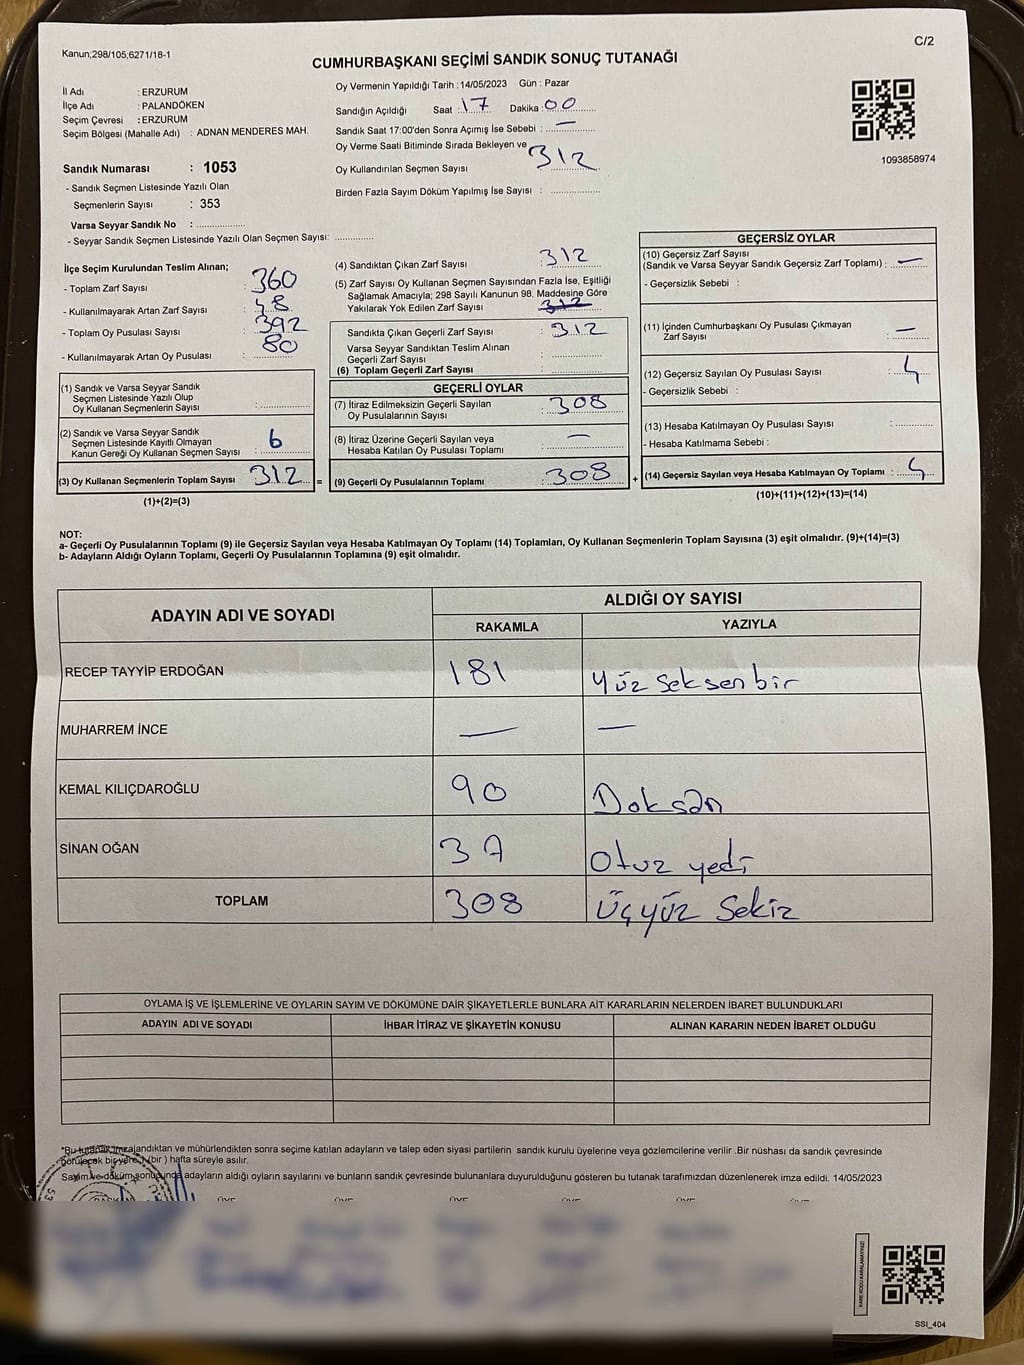 Kanun;298/105,6271/18-1
C/2
CUMHURBAŞKANI SEÇİMİ SANDIK SONUÇ TUTANAĞI
İl Adı : ERZURUM
İlçe Adı : PALANDÖKEN
Seçim Çevresi : ERZURUM
Seçim Bölgesi (Mahalle Adı) : ADNAN MENDERES MAH.
Sandık Numarası : 1053
- Sandık Seçmen Listesinde Yazılı Olan
Seçmenlerin Sayısı : 353
Varsa Seyyar Sandık No : ..................
- Seyyar Sandık Seçmen Listesinde Yazılı Olan Seçmen Sayısı: ..............
Oy Vermenin Yapıldığı Tarih : 14/05/2023 Gün : Pazar
Sandığın Açıldığı Saat : 17 Dakika : 00
Sandık Saat 17:00'den Sonra Açımış İse Sebebi : —
Oy Verme Saati Bitiminde Sırada Bekleyen ve
Oy Kullandırılan Seçmen Sayısı 312
Birden Fazla Sayım Döküm Yapılmış İse Sayısı : ..................
1093858974
İlçe Seçim Kurulundan Teslim Alınan;
- Toplam Zarf Sayısı : 360
- Kullanılmayarak Artan Zarf Sayısı : 48
- Toplam Oy Pusulası Sayısı : 392
- Kullanılmayarak Artan Oy Pusulası : 80
(1) Sandık ve Varsa Seyyar Sandık
Seçmen Listesinde Yazılı Olup
Oy Kullanan Seçmenlerin Sayısı : ..................
(2) Sandık ve Varsa Seyyar Sandık
Seçmen Listesinde Kayıtlı Olmayan
Kanun Gereği Oy Kullanan Seçmen Sayısı : 6
(3) Oy Kullanan Seçmenlerin Toplam Sayısı : 312 =
(1)+(2)=(3)
(4) Sandıktan Çıkan Zarf Sayısı : 312
(5) Zarf Sayısı Oy Kullanan Seçmen Sayısından Fazla İse, Eşitliği
Sağlamak Amacıyla; 298 Sayılı Kanunun 98. Maddesine Göre
Yakılarak Yok Edilen Zarf Sayısı : 312
Sandıkta Çıkan Geçerli Zarf Sayısı : 312
Varsa Seyyar Sandıktan Teslim Alınan
Geçerli Zarf Sayısı : ..................
(6) Toplam Geçerli Zarf Sayısı : ..................
GEÇERLİ OYLAR
(7) İtiraz Edilmeksizin Geçerli Sayılan
Oy Pusulalarının Sayısı : 308
(8) İtiraz Üzerine Geçerli Sayılan veya
Hesaba Katılan Oy Pusulası Toplamı : —
(9) Geçerli Oy Pusulalarının Toplamı : 308 +
GEÇERSİZ OYLAR
(10) Geçersiz Zarf Sayısı
(Sandık ve Varsa Seyyar Sandık Geçersiz Zarf Toplamı) : —
- Geçersizlik Sebebi :
(11) İçinden Cumhurbaşkanı Oy Pusulası Çıkmayan
Zarf Sayısı : —
(12) Geçersiz Sayılan Oy Pusulası Sayısı : 4
- Geçersizlik Sebebi :
(13) Hesaba Katılmayan Oy Pusulası Sayısı : ............
- Hesaba Katılmama Sebebi :
(14) Geçersiz Sayılan veya Hesaba Katılmayan Oy Toplamı : 4
(10)+(11)+(12)+(13)=(14)
NOT:
a- Geçerli Oy Pusulalarının Toplamı (9) ile Geçersiz Sayılan veya Hesaba Katılmayan Oy Toplamı (14) Toplamları, Oy Kullanan Seçmenlerin Toplam Sayısına (3) eşit olmalıdır. (9)+(14)=(3)
b- Adayların Aldığı Oyların Toplamı, Geçerli Oy Pusulalarının Toplamına (9) eşit olmalıdır.
ADAYIN ADI VE SOYADI
ALDIĞI OY SAYISI
RAKAMLA YAZIYLA
RECEP TAYYİP ERDOĞAN 181 Yüz Seksen bir
MUHARREM İNCE — —
KEMAL KILIÇDAROĞLU 90 Doksan
SİNAN OĞAN 37 Otuz yedi
TOPLAM 308 Üçyüz Sekiz
OYLAMA İŞ VE İŞLEMLERİNE VE OYLARIN SAYIM VE DÖKÜMÜNE DAİR ŞİKAYETLERLE BUNLARA AİT KARARLARIN NELERDEN İBARET BULUNDUKLARI
ADAYIN ADI VE SOYADI İHBAR İTİRAZ VE ŞİKAYETİN KONUSU ALINAN KARARIN NEDEN İBARET OLDUĞU
*Bu tutanak imzalandıktan ve mühürlendikten sonra seçime katılan adayların ve talep eden siyasi partilerin sandık kurulu üyelerine veya gözlemcilerine verilir .Bir nüshası da sandık çevresinde
görülecek bir yere 1 (bir ) hafta süreyle asılır.
Sayım ve döküm sonucunda adayların aldığı oyların sayılarını ve bunların sandık çevresinde bulunanlara duyurulduğunu gösteren bu tutanak tarafımızdan düzenlenerek imza edildi. 14/05/2023
SSI_404